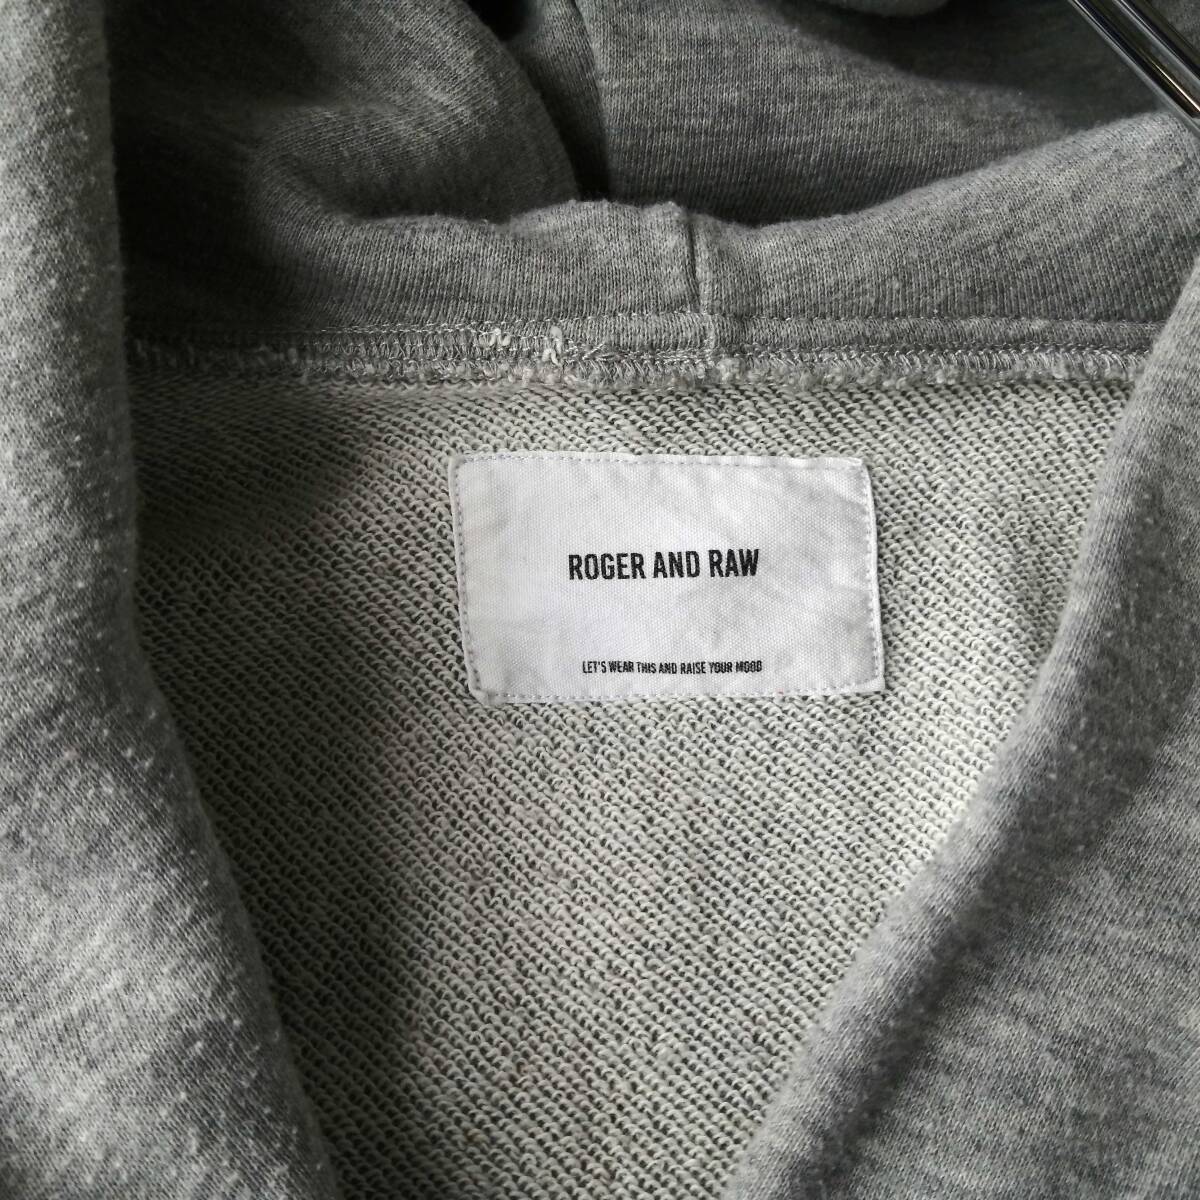 ROGER AND RAW
LET'S WEAR THIS AND RAISE YOUR MOOD